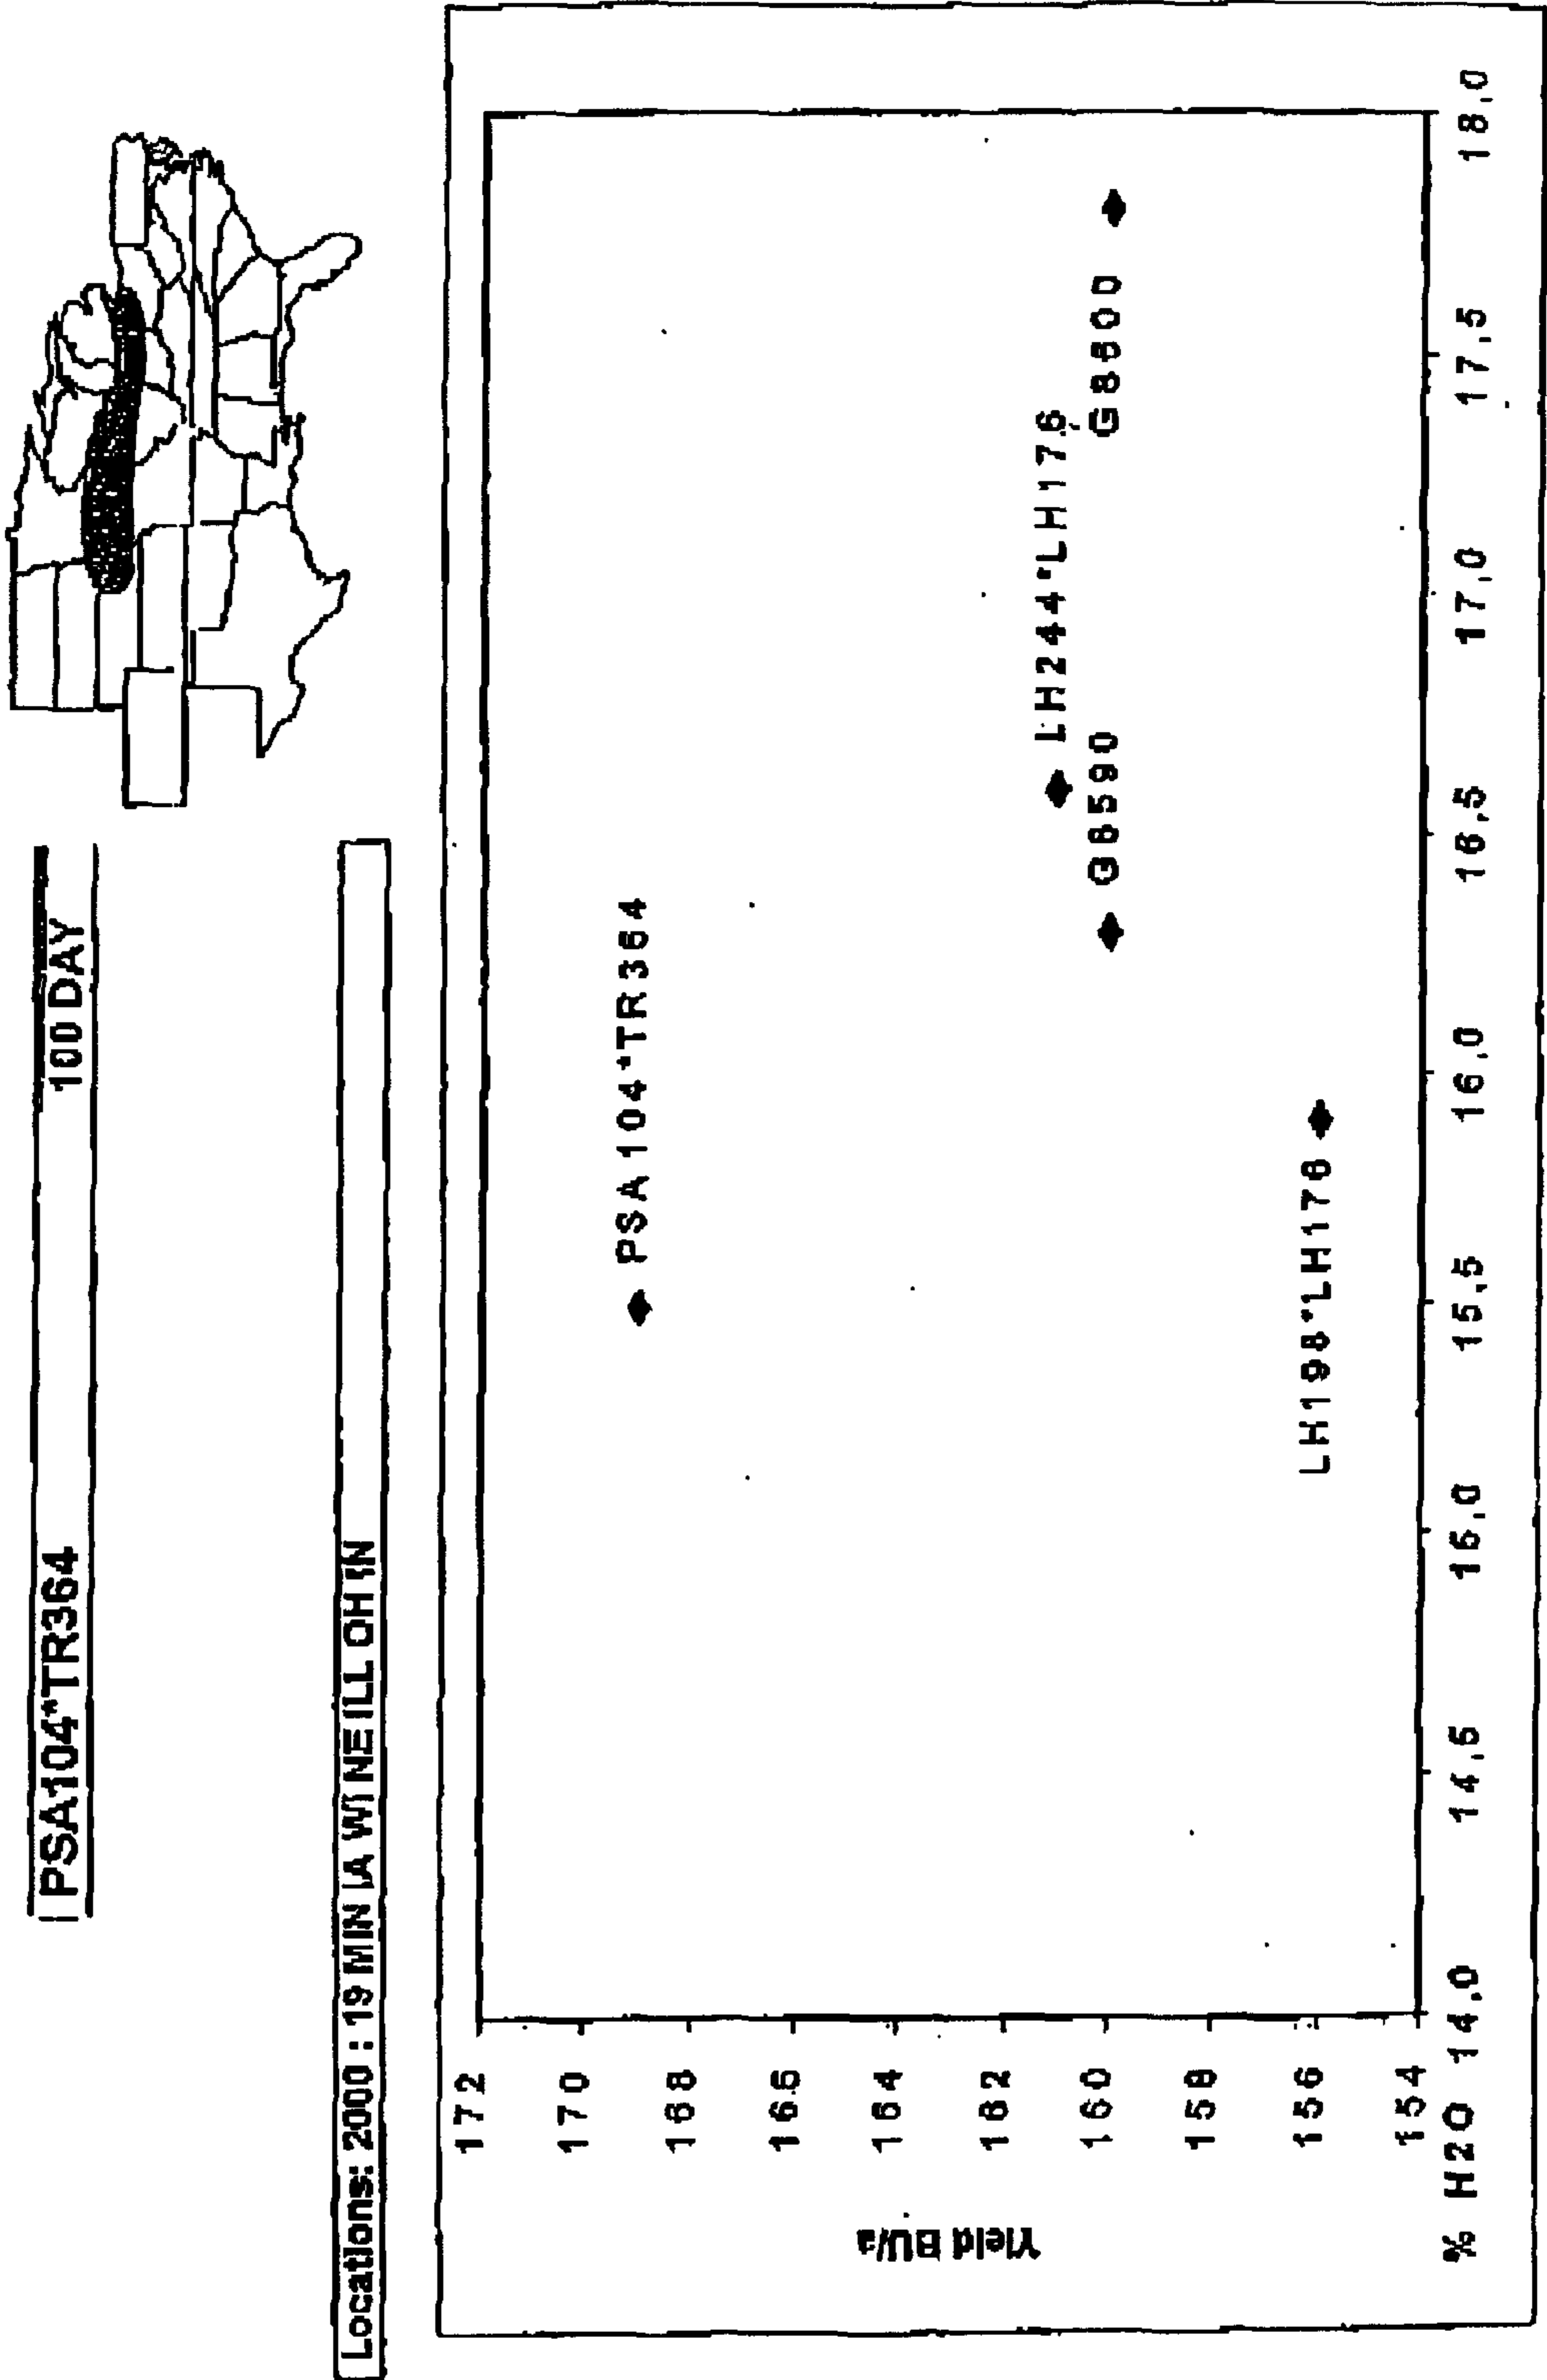 PSA104*TR364 100 DAY
Locations: 2000 : 19 MN IA WI NE ILL OH IN
Yield BU/a
172
170
168
166
164
162
160
158
156
154
PSA104*TR364
LH244*LH176
G8590
G8600
LH198*LH176
% H2O 14.0 14.5 15.0 15.5 16.0 16.5 17.0 17.5 18.0